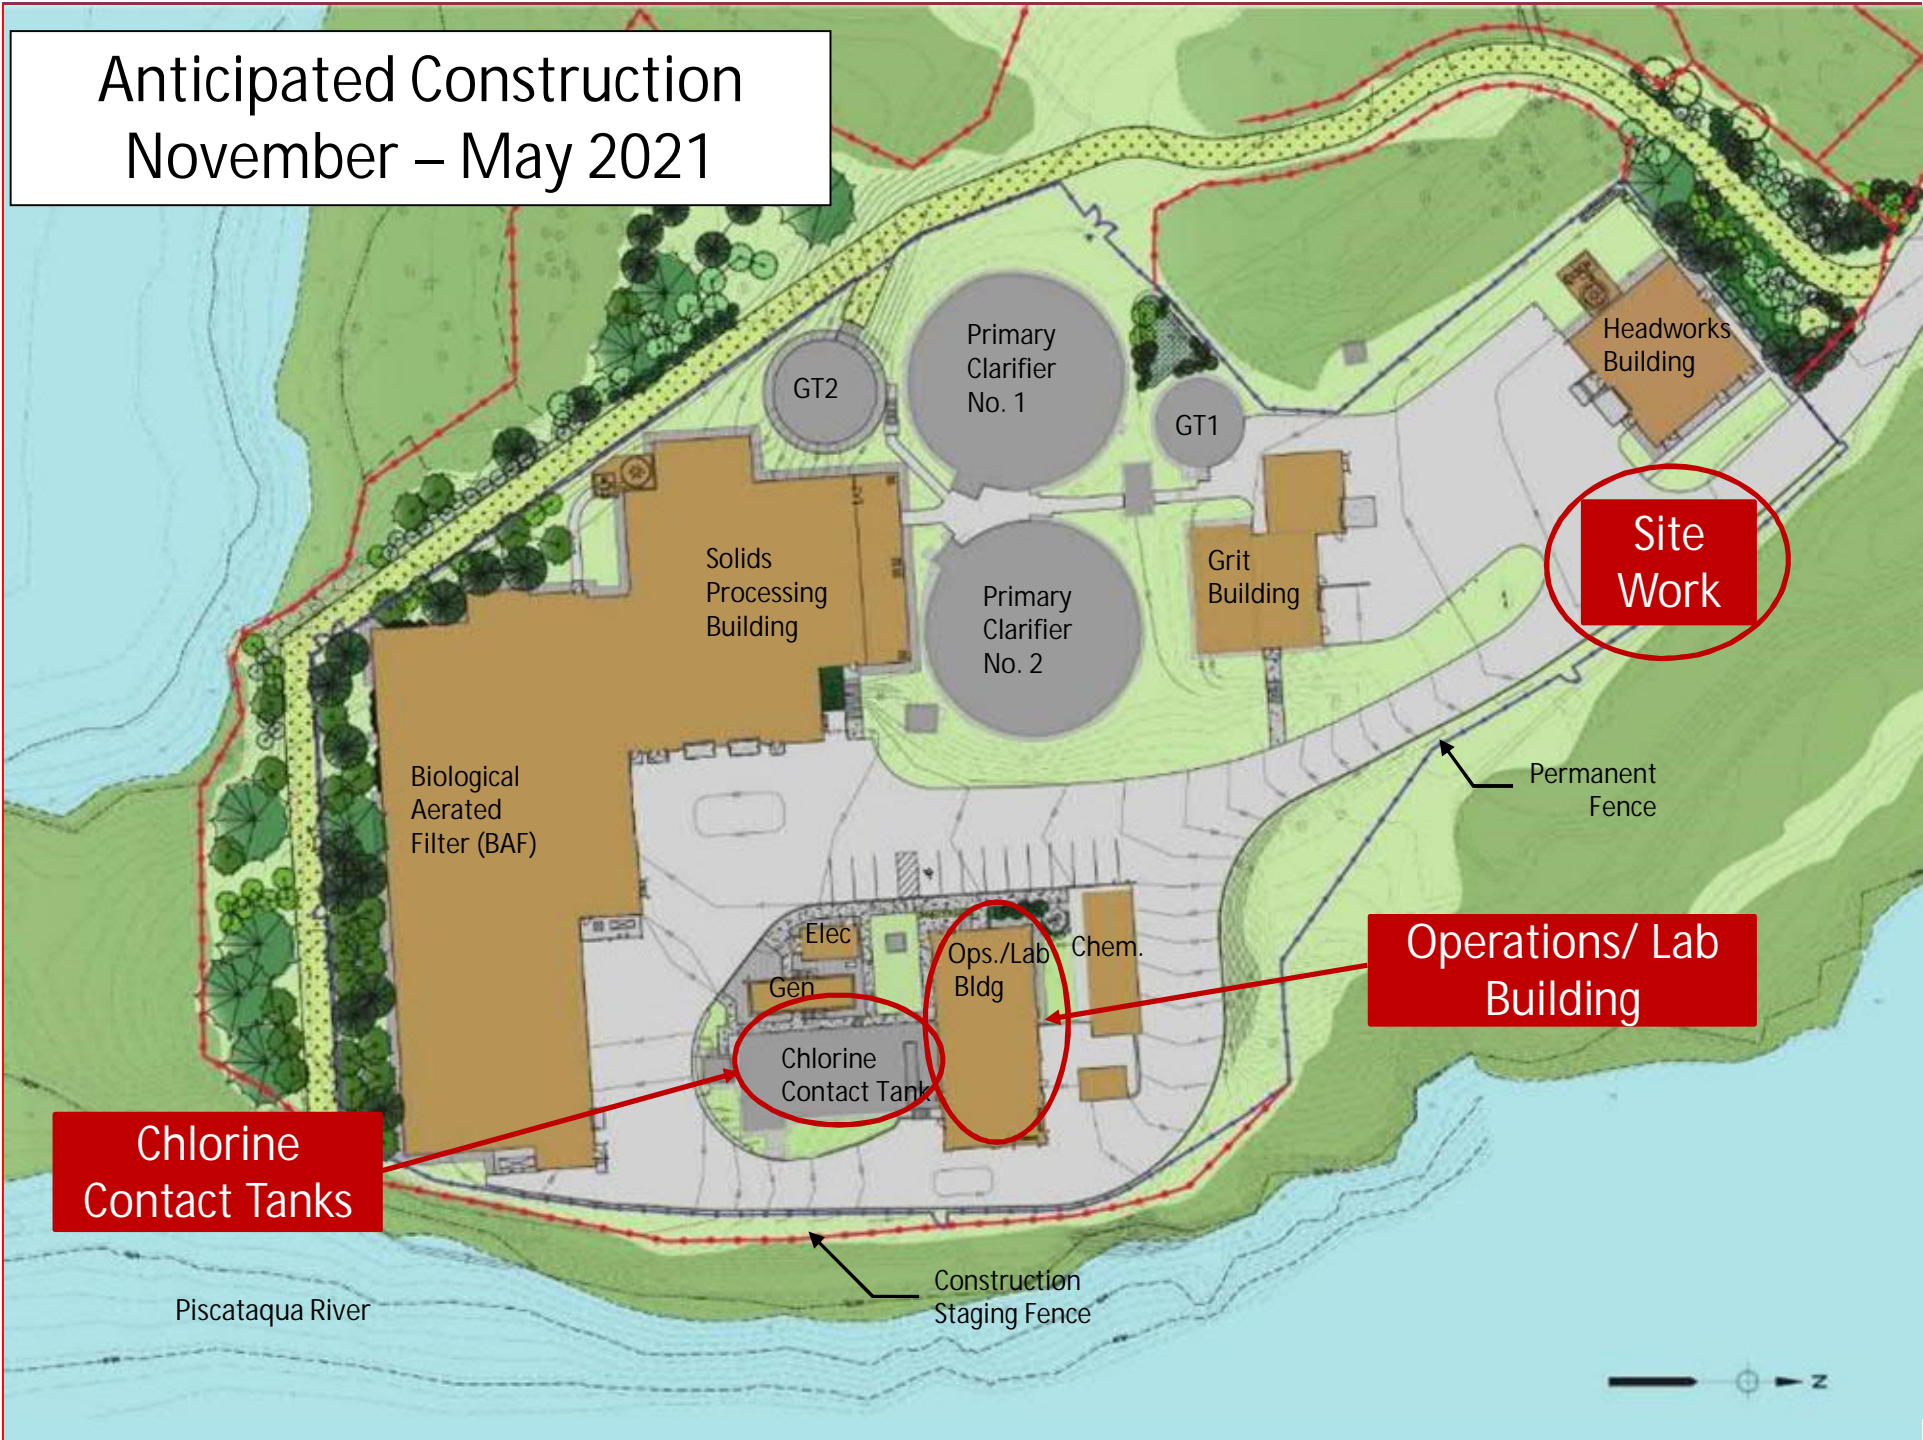 Anticipated Construction
November – May 2021
Primary
Clarifier
No. 1
GT2
GT1
Headworks
Building
Solids
Processing
Building
Primary
Clarifier
No. 2
Grit
Building
Site
Work
Biological
Aerated
Filter (BAF)
Permanent
Fence
Elec
Gen
Ops./Lab
Bldg
Chem.
Operations/ Lab
Building
Chlorine
Contact Tank
Chlorine
Contact Tanks
Construction
Staging Fence
Piscataqua River
N